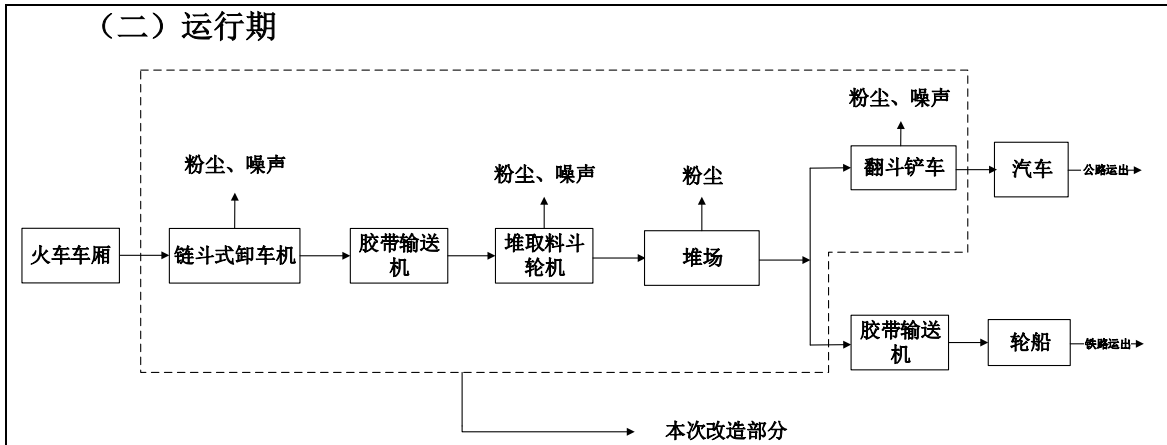 （二）运行期
粉尘、噪声
粉尘、噪声
粉尘、噪声
粉尘
翻斗铲车
汽车
公路运出
火车车厢
链斗式卸车机
胶带输送
机
堆取料斗
轮机
堆场
胶带输送
机
轮船
铁路运出
本次改造部分